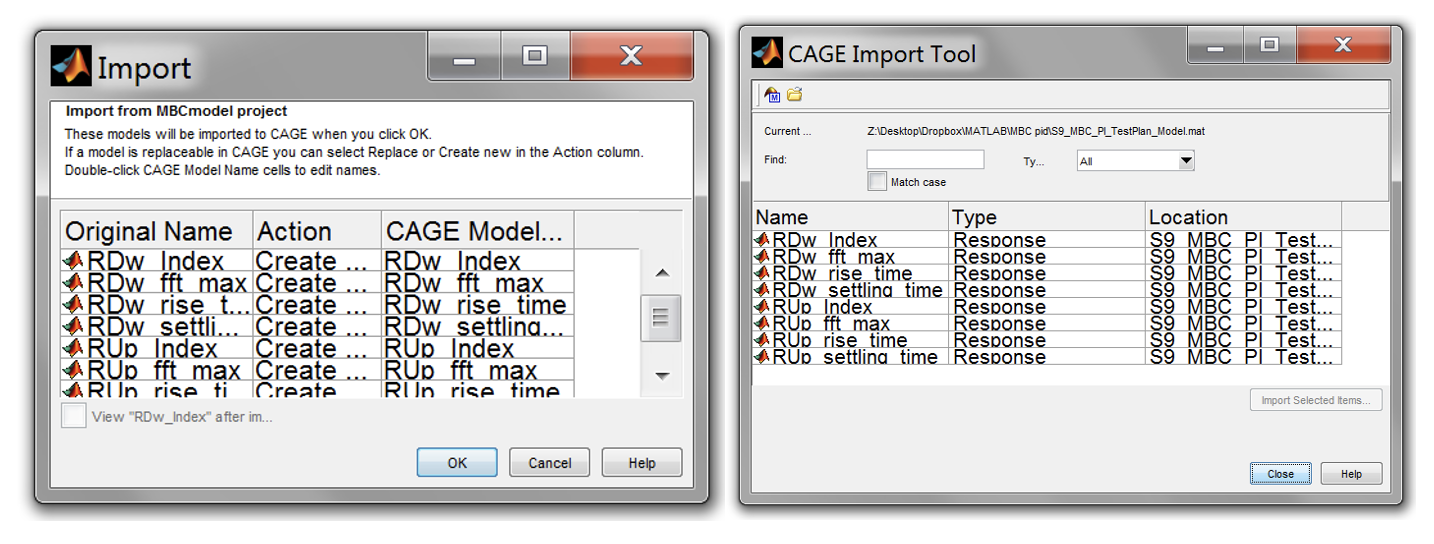 Import
Import from MBCmodel project
These models will be imported to CAGE when you click OK.
If a model is replaceable in CAGE you can select Replace or Create new in the Action column.
Double-click CAGE Model Name cells to edit names.
Original Name Action CAGE Model...
RDw_Index Create ... RDw_Index
RDw_fft_max Create ... RDw_fft_max
RDw_rise_t... Create ... RDw_rise_time
RDw_settli... Create ... RDw_settling...
RUp_Index Create ... RUp_Index
RUp_fft_max Create ... RUp_fft_max
RUp_rise_ti... Create ... RUp_rise_time
View "RDw_Index" after im...
OK Cancel Help
CAGE Import Tool
Current ... Z:\Desktop\Dropbox\MATLAB\MBC pid\S9_MBC_PI_TestPlan_Model.mat
Find: Ty... All
Match case
Name Type Location
RDw_Index Response S9_MBC_PI_Test...
RDw_fft_max Response S9_MBC_PI_Test...
RDw_rise_time Response S9_MBC_PI_Test...
RDw_settling_time Response S9_MBC_PI_Test...
RUp_Index Response S9_MBC_PI_Test...
RUp_fft_max Response S9_MBC_PI_Test...
RUp_rise_time Response S9_MBC_PI_Test...
RUp_settling_time Response S9_MBC_PI_Test...
Import Selected Items...
Close Help